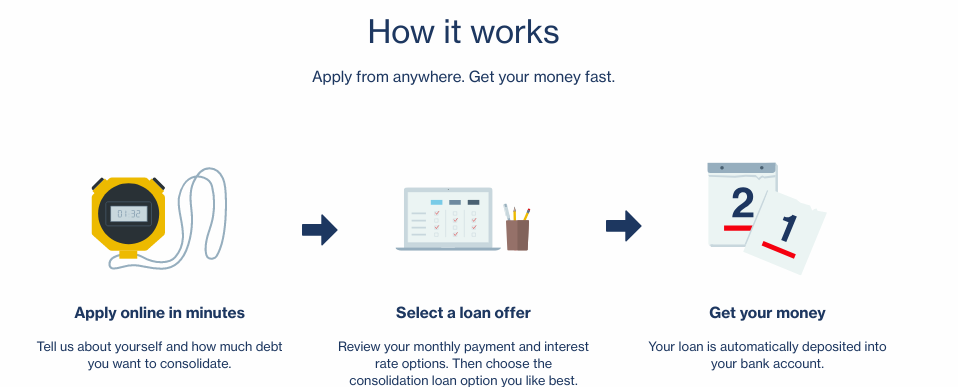 How it works
Apply from anywhere. Get your money fast.
01 32
2
1
Apply online in minutes
Select a loan offer
Get your money
Tell us about yourself and how much debt
you want to consolidate.
Review your monthly payment and interest
rate options. Then choose the
consolidation loan option you like best.
Your loan is automatically deposited into
your bank account.